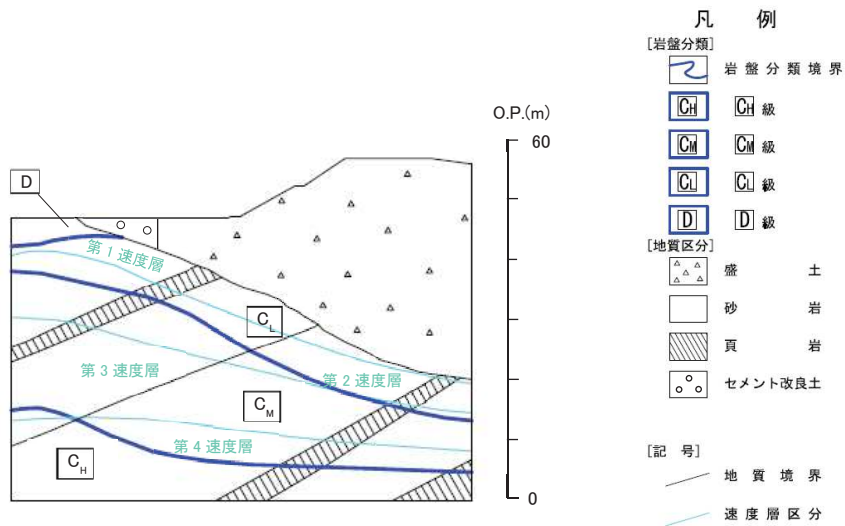 凡 例
[岩盤分類]
岩盤分類境界
CH CH 級
CM CM 級
CL CL 級
D D 級
[地質区分]
盛 土
砂 岩
頁 岩
セメント改良土
[記 号]
地質境界
速度層区分
O.P.(m)
60
0
D
第1速度層
CL
第3速度層
第2速度層
CM
第4速度層
CH